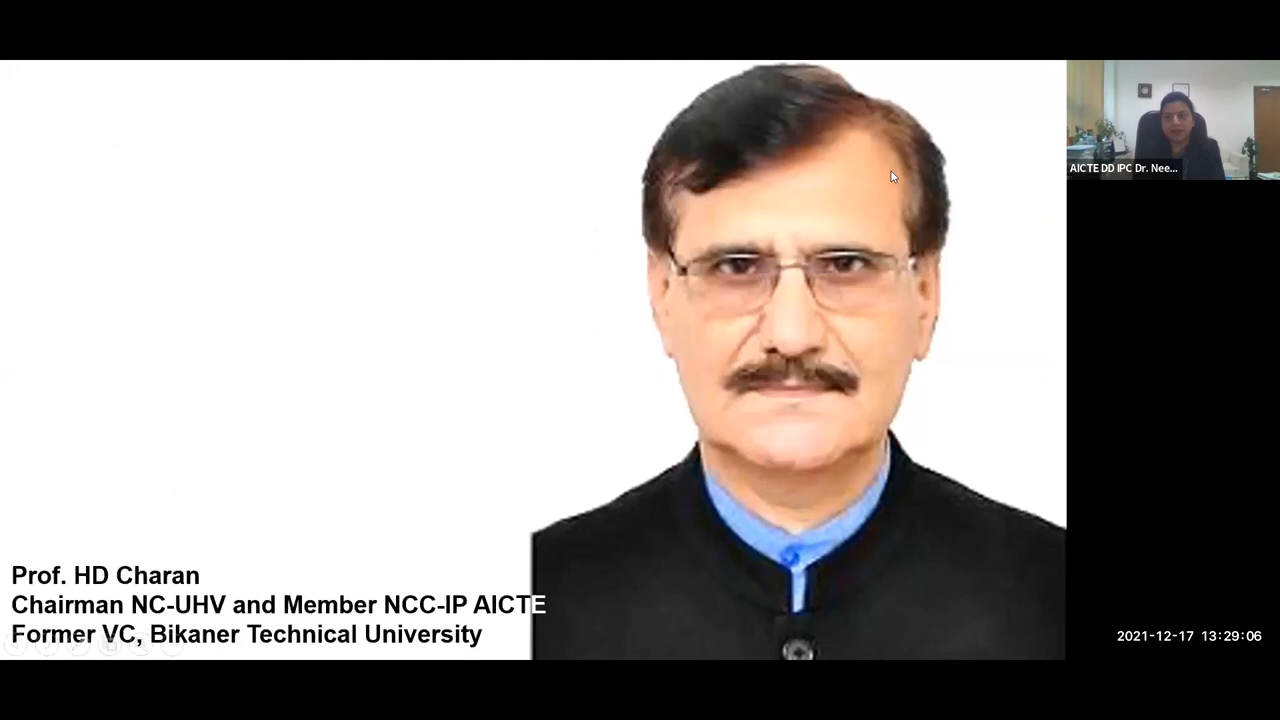 AICTE DD IPC Dr. Nee...
Prof. HD Charan
Chairman NC-UHV and Member NCC-IP AICTE
Former VC, Bikaner Technical University
2021-12-17 13:29:06